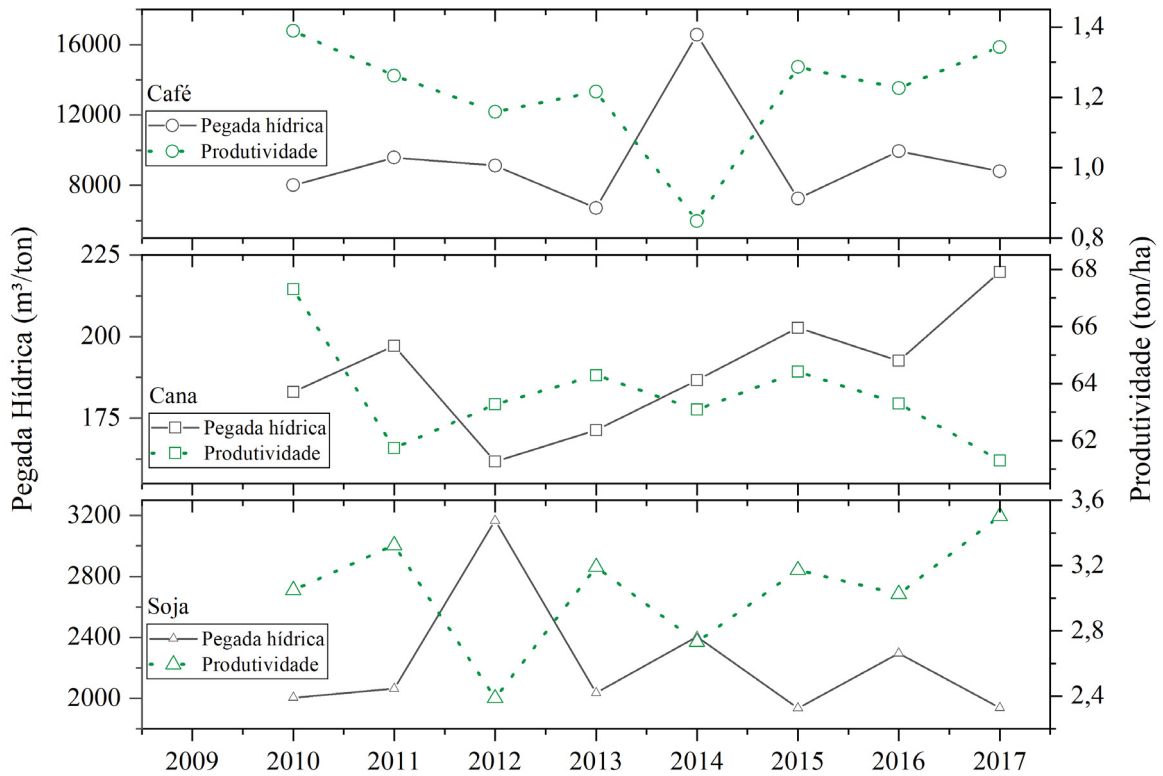 Pegada Hídrica (m³/ton)
16000
12000
8000
Café
Pegada hídrica
Produtividade
1,4
1,2
1,0
0,8
225
200
175
Cana
Pegada hídrica
Produtividade
68
66
64
62
3200
2800
2400
2000
Soja
Pegada hídrica
Produtividade
3,6
3,2
2,8
2,4
Produtividade (ton/ha)
2009 2010 2011 2012 2013 2014 2015 2016 2017